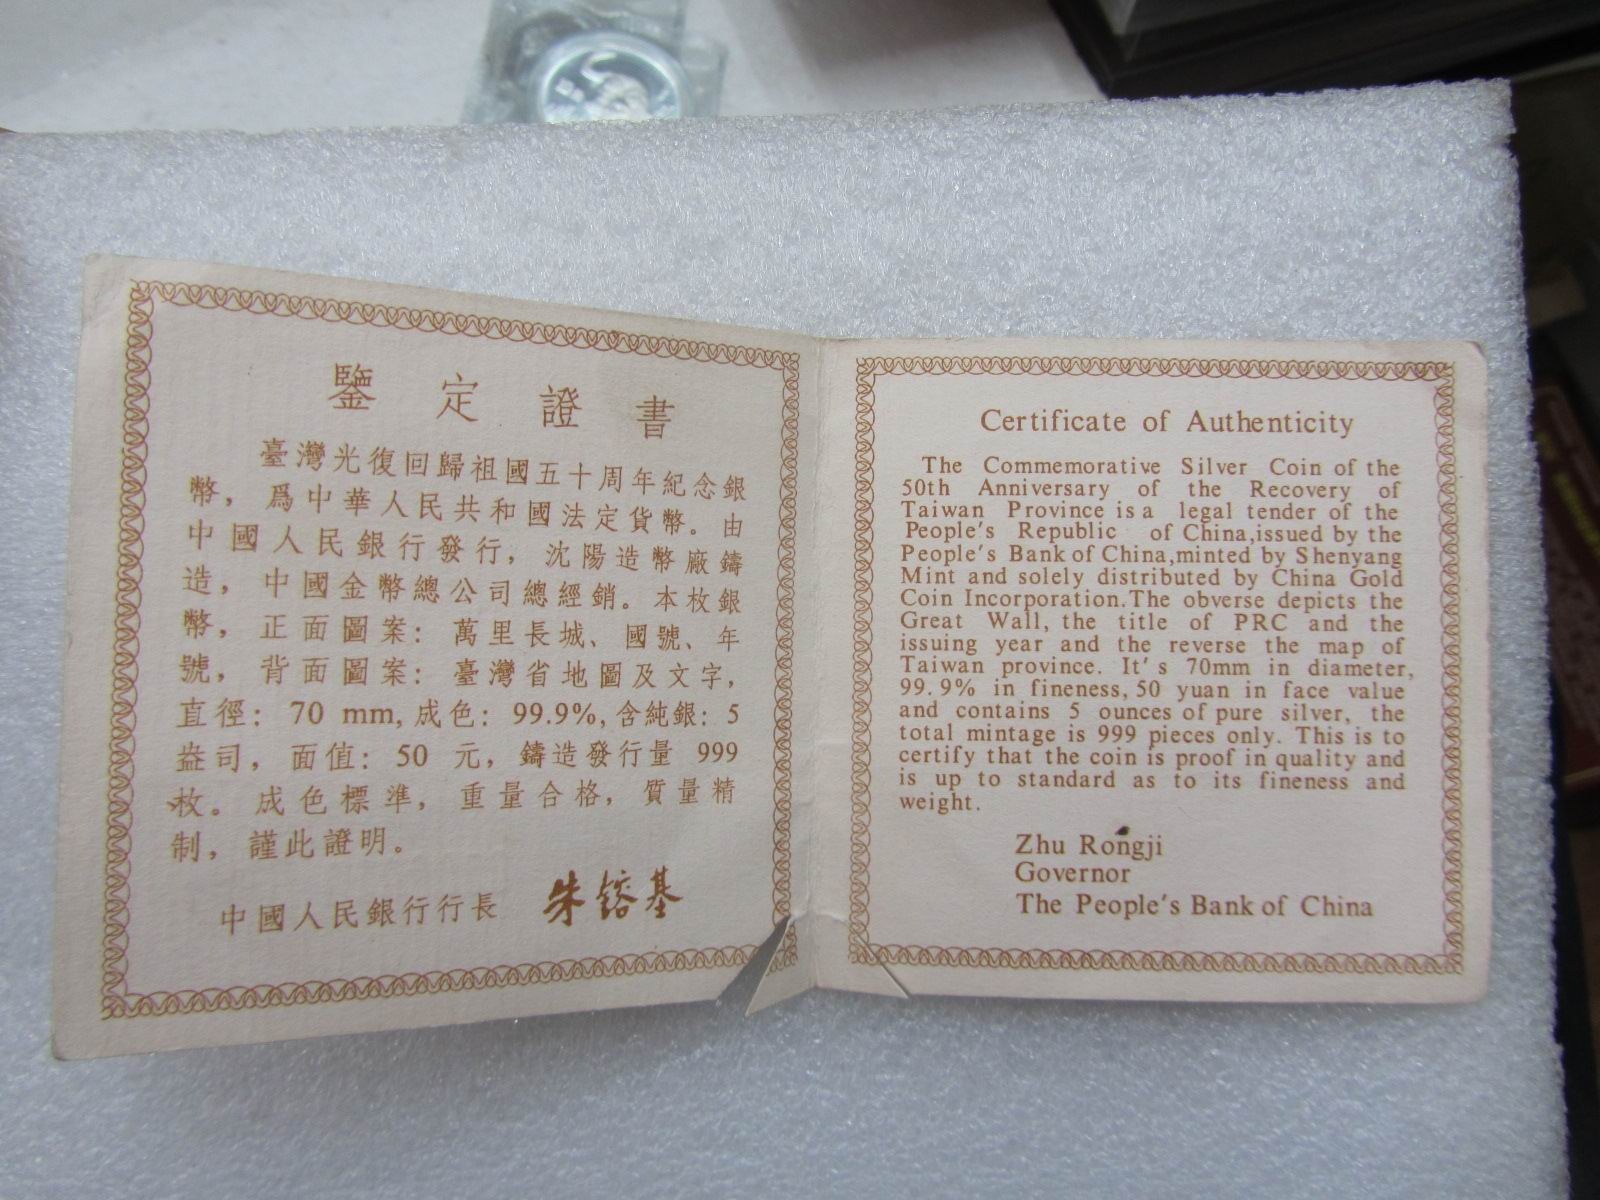 鑒定證書
臺灣光復回歸祖國五十周年紀念銀
幣，爲中華人民共和國法定貨幣。由
中國人民銀行發行，沈陽造幣廠鑄
造，中國金幣總公司總經銷。本枚銀
幣，正面圖案：萬里長城、國號、年
號，背面圖案：臺灣省地圖及文字，
直徑：70 mm, 成色：99.9%, 含純銀：5
盎司，面值：50 元，鑄造發行量 999
枚。成色標準，重量合格，質量精
制，謹此證明。
中國人民銀行行長 朱鎔基
Certificate of Authenticity
The Commemorative Silver Coin of the
50th Anniversary of the Recovery of
Taiwan Province is a legal tender of the
People's Republic of China,issued by the
People's Bank of China,minted by Shenyang
Mint and solely distributed by China Gold
Coin Incorporation.The obverse depicts the
Great Wall, the title of PRC and the
issuing year and the reverse the map of
Taiwan province. It's 70mm in diameter,
99.9% in fineness, 50 yuan in face value
and contains 5 ounces of pure silver, the
total mintage is 999 pieces only. This is to
certify that the coin is proof in quality and
is up to standard as to its fineness and
weight.
Zhu Rongji
Governor
The People's Bank of China